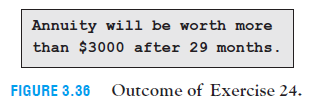 Annuity will be worth more
than $3000 after 29 months.
FIGURE 3.36 Outcome of Exercise 24.